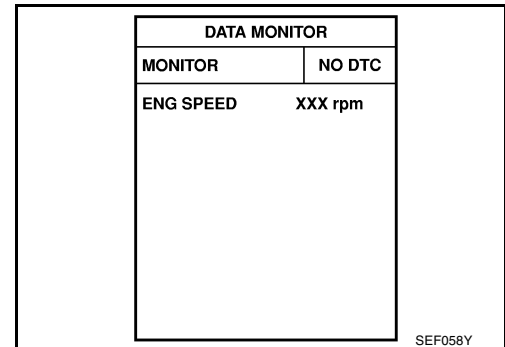 DATA MONITOR
MONITOR NO DTC
ENG SPEED XXX rpm
SEF058Y